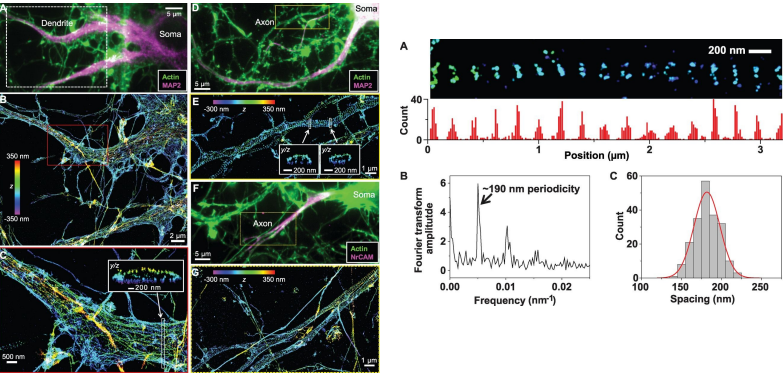 A
Dendrite
5 µm
Soma
Actin
MAP2
B
350 nm
z
-350 nm
2 µm
C
y/z
200 nm
500 nm
D
Axon
Soma
5 µm
Actin
MAP2
E
-300 nm z 350 nm
y/z
200 nm
y/z
200 nm
1 µm
F
Soma
Axon
5 µm
Actin
NrCAM
G
-300 nm z 350 nm
1 µm
A
200 nm
Count
40
20
0
0 1 2 3
Position (µm)
B
~190 nm periodicity
Fourier transform
amplitutde
6
4
2
0
0.00 0.01 0.02
Frequency (nm-1)
C
Count
60
40
20
0
150 200 250
Spacing (nm)